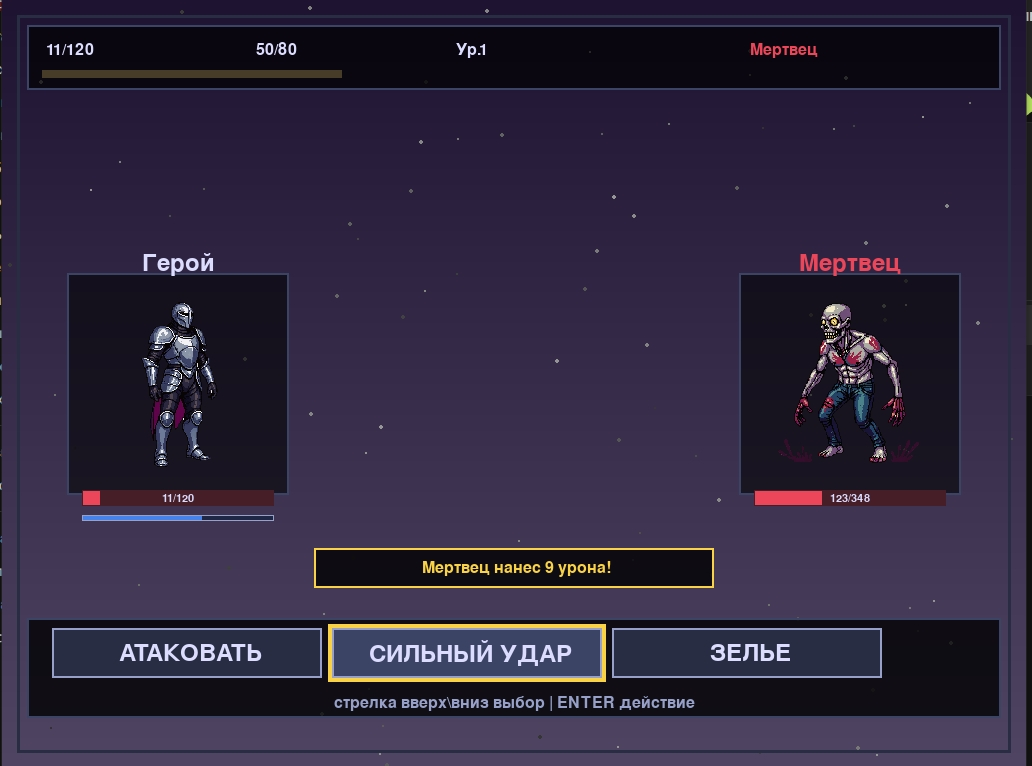 11/120 50/80 Ур.1 Мертвец
Герой
Мертвец
11/120
123/348
Мертвец нанес 9 урона!
АТАКОВАТЬ СИЛЬНЫЙ УДАР ЗЕЛЬЕ
стрелка вверх\вниз выбор | ENTER действие